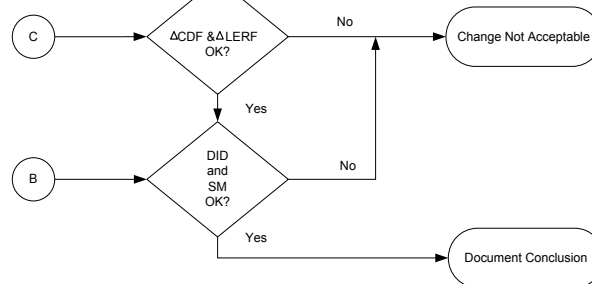 C
ΔCDF &ΔLERF
OK?
No
Change Not Acceptable
Yes
B
DID
and
SM
OK?
No
Yes
Document Conclusion